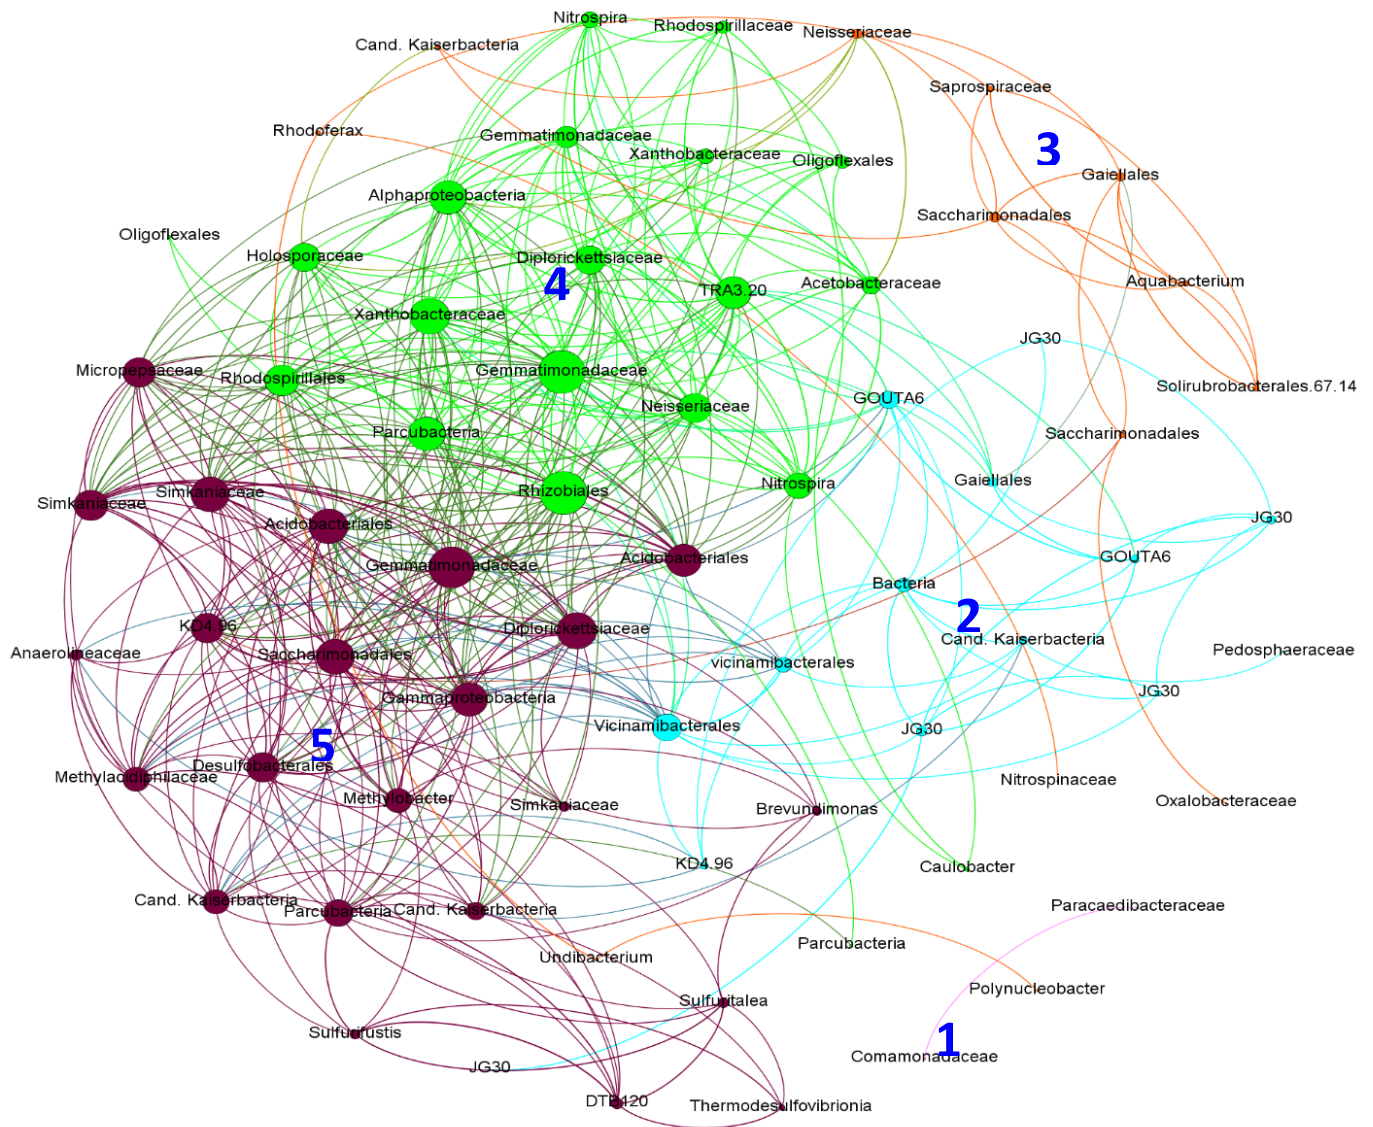 Nitrospira
Rhodospirillaceae
Neisseriaceae
Cand. Kaiserbacteria
Saprospiraceae
Rhodoferax
Gemmatimonadaceae
Xanthobacteraceae
Oligoflexales
3
Gaiellales
Alphaproteobacteria
Saccharimonadales
Oligoflexales
Holosporaceae
Diplorickettsiaceae
4
TRA3.20
Acetobacteraceae
Aquabacterium
Xanthobacteraceae
JG30
Micropepsaceae
Rhodospirillales
Gemmatimonadaceae
Solirubrobacterales.67.14
Neisseriaceae
GOUTA6
Parcubacteria
Saccharimonadales
Simkaniaceae
Simkaniaceae
Rhizobiales
Nitrospira
Gaiellales
Acidobacteriales
JG30
Gemmatimonadaceae
Acidobacteriales
GOUTA6
Bacteria
2
KD4.96
Diplorickettsiaceae
Cand. Kaiserbacteria
Anaerolineaceae
Saccharimonadales
vicinamibacterales
Pedosphaeraceae
Gammaproteobacteria
JG30
Vicinamibacterales
JG30
5
Methylacidiphilaceae
Desulfobacterales
Nitrospinaceae
Methylobacter
Simkaniaceae
Brevundimonas
Oxalobacteraceae
KD4.96
Caulobacter
Cand. Kaiserbacteria
Parcubacteria
Cand. Kaiserbacteria
Paracaedibacteraceae
Parcubacteria
Undibacterium
Polynucleobacter
Sulfuritalea
Sulfurifustis
1
Comamonadaceae
JG30
DTB120
Thermodesulfovibrionia